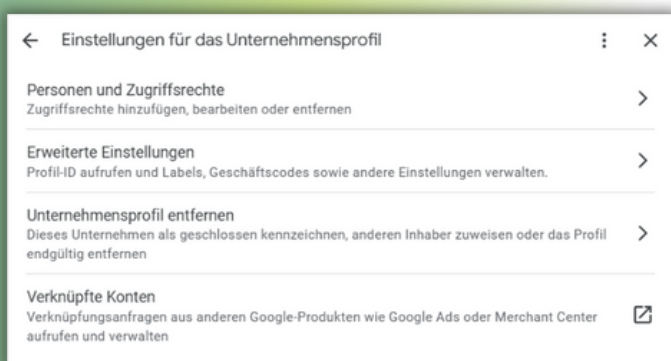 Einstellungen für das Unternehmensprofil
Personen und Zugriffsrechte
Zugriffsrechte hinzufügen, bearbeiten oder entfernen
Erweiterte Einstellungen
Profil-ID aufrufen und Labels, Geschäftscodes sowie andere Einstellungen verwalten.
Unternehmensprofil entfernen
Dieses Unternehmen als geschlossen kennzeichnen, anderen Inhaber zuweisen oder das Profil
endgültig entfernen
Verknüpfte Konten
Verknüpfungsanfragen aus anderen Google-Produkten wie Google Ads oder Merchant Center
aufrufen und verwalten